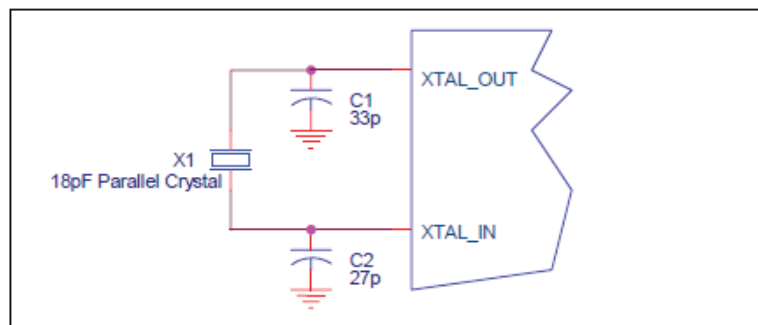 XTAL_OUT
C1
33p
X1
18pF Parallel Crystal
XTAL_IN
C2
27p